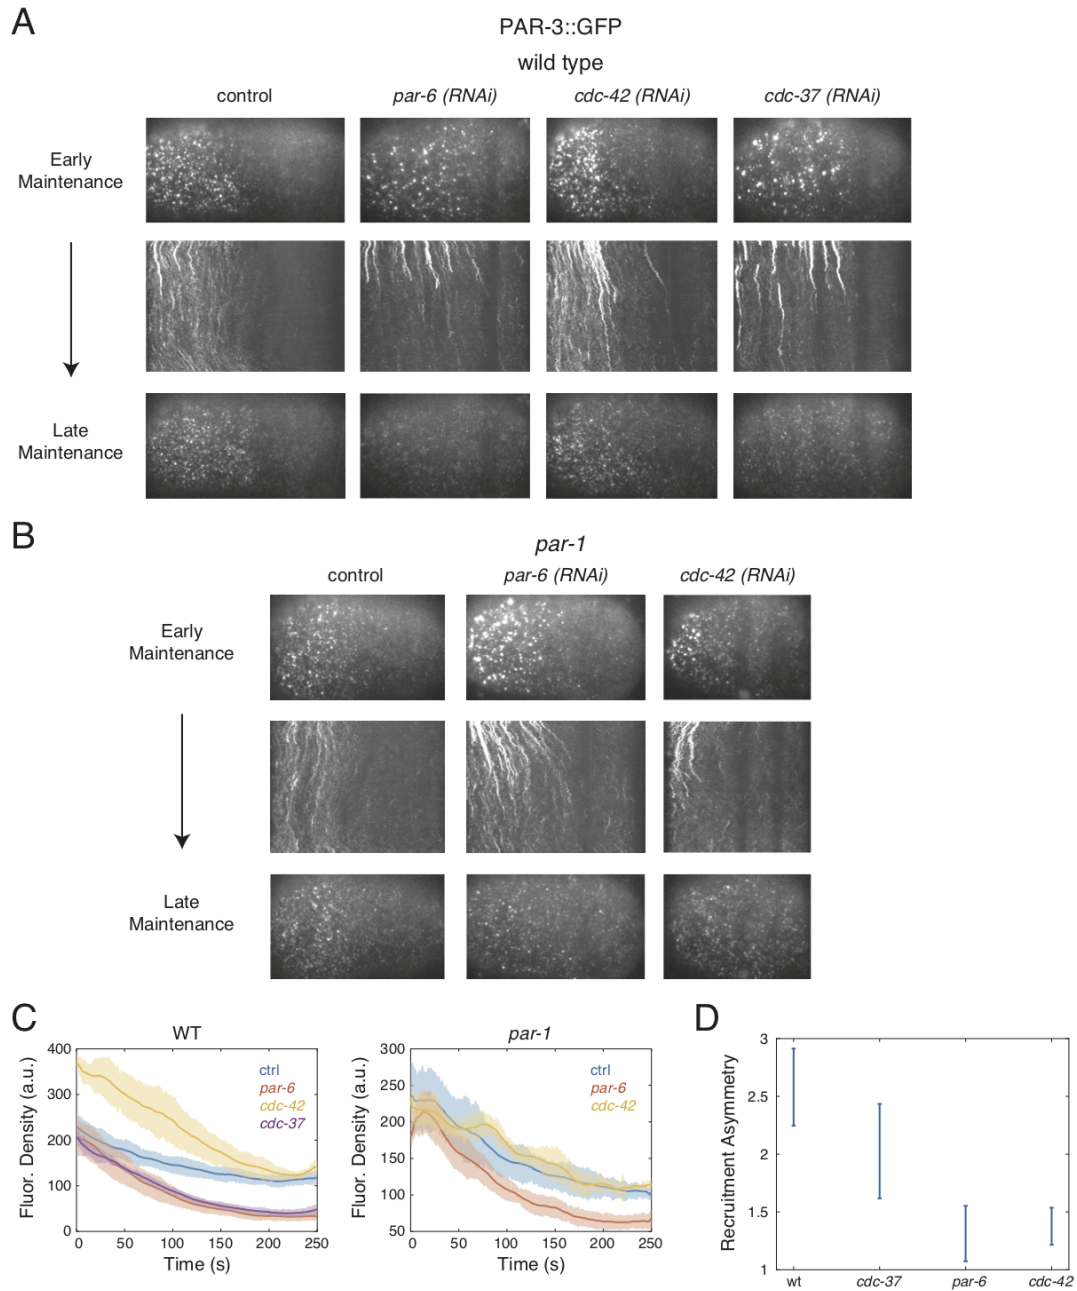 A
PAR-3::GFP
wild type
control
par-6 (RNAi)
cdc-42 (RNAi)
cdc-37 (RNAi)
Early
Maintenance
Late
Maintenance
B
par-1
control
par-6 (RNAi)
cdc-42 (RNAi)
Early
Maintenance
Late
Maintenance
C
WT
Fluor. Density (a.u.)
400
300
200
100
0
0 50 100 150 200 250
Time (s)
ctrl
par-6
cdc-42
cdc-37
par-1
Fluor. Density (a.u.)
300
250
200
150
100
50
0 50 100 150 200 250
Time (s)
ctrl
par-6
cdc-42
D
Recruitment Asymmetry
3
2.5
2
1.5
1
wt
cdc-37
par-6
cdc-42